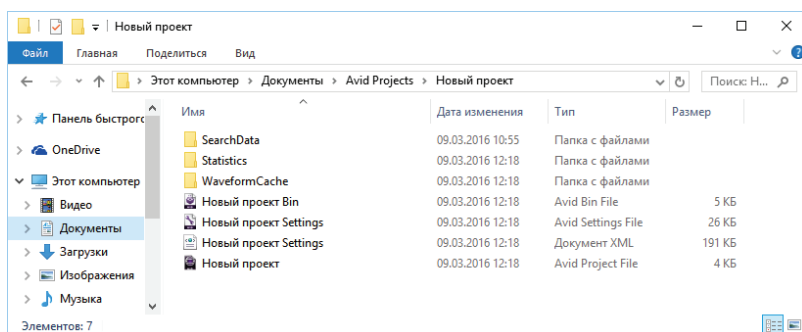 Новый проект
Файл Главная Поделиться Вид
Этот компьютер Документы Avid Projects Новый проект Поиск: Н...
Имя Дата изменения Тип Размер
Панель быстрого
OneDrive
Этот компьютер
Видео
Документы
Загрузки
Изображения
Музыка
SearchData 09.03.2016 10:55 Папка с файлами
Statistics 09.03.2016 12:18 Папка с файлами
WaveformCache 09.03.2016 12:18 Папка с файлами
Новый проект Bin 09.03.2016 12:18 Avid Bin File 5 КБ
Новый проект Settings 09.03.2016 12:18 Avid Settings File 26 КБ
Новый проект Settings 09.03.2016 12:18 Документ XML 191 КБ
Новый проект 09.03.2016 12:18 Avid Project File 4 КБ
Элементов: 7